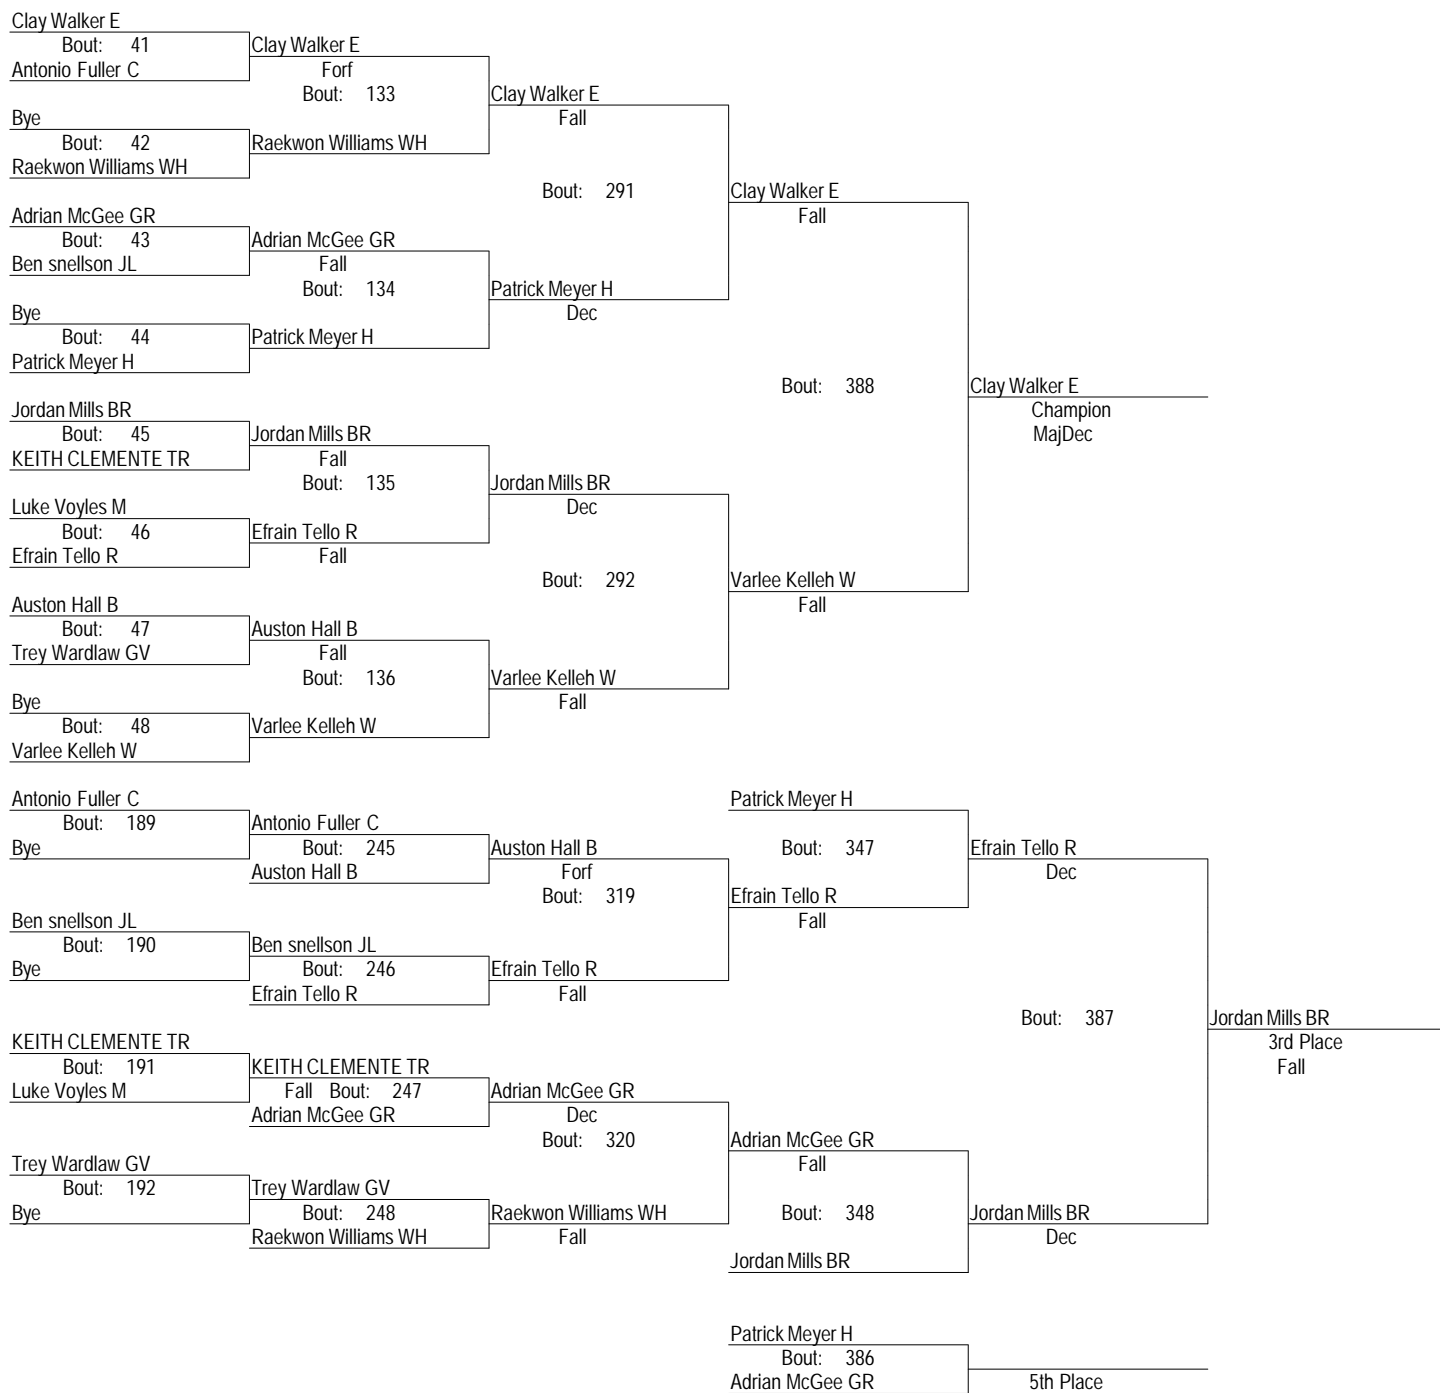 Clay Walker E
Bout: 41
Clay Walker E
Antonio Fuller C
Forf
Bout: 133
Clay Walker E
Bye
Fall
Bout: 42
Raekwon Williams WH
Raekwon Williams WH
Bout: 291
Clay Walker E
Adrian McGee GR
Fall
Bout: 43
Adrian McGee GR
Ben snellson JL
Fall
Bout: 134
Patrick Meyer H
Bye
Dec
Bout: 44
Patrick Meyer H
Patrick Meyer H
Bout: 388
Clay Walker E
Jordan Mills BR
Champion
Bout: 45
Jordan Mills BR
MajDec
KEITH CLEMENTE TR
Fall
Bout: 135
Jordan Mills BR
Luke Voyles M
Dec
Bout: 46
Efrain Tello R
Efrain Tello R
Fall
Bout: 292
Varlee Kelleh W
Auston Hall B
Fall
Bout: 47
Auston Hall B
Trey Wardlaw GV
Fall
Bout: 136
Varlee Kelleh W
Bye
Fall
Bout: 48
Varlee Kelleh W
Varlee Kelleh W
Antonio Fuller C
Patrick Meyer H
Bout: 189
Antonio Fuller C
Bye
Bout: 245
Auston Hall B
Bout: 347
Efrain Tello R
Auston Hall B
Forf
Dec
Bout: 319
Efrain Tello R
Ben snellson JL
Fall
Bout: 190
Ben snellson JL
Bye
Bout: 246
Efrain Tello R
Efrain Tello R
Fall
Bout: 387
Jordan Mills BR
KEITH CLEMENTE TR
3rd Place
Bout: 191
KEITH CLEMENTE TR
Fall
Luke Voyles M
Fall Bout: 247
Adrian McGee GR
Adrian McGee GR
Dec
Bout: 320
Adrian McGee GR
Trey Wardlaw GV
Fall
Bout: 192
Trey Wardlaw GV
Bye
Bout: 248
Raekwon Williams WH
Bout: 348
Jordan Mills BR
Raekwon Williams WH
Fall
Dec
Jordan Mills BR
Patrick Meyer H
Bout: 386
Adrian McGee GR
5th Place